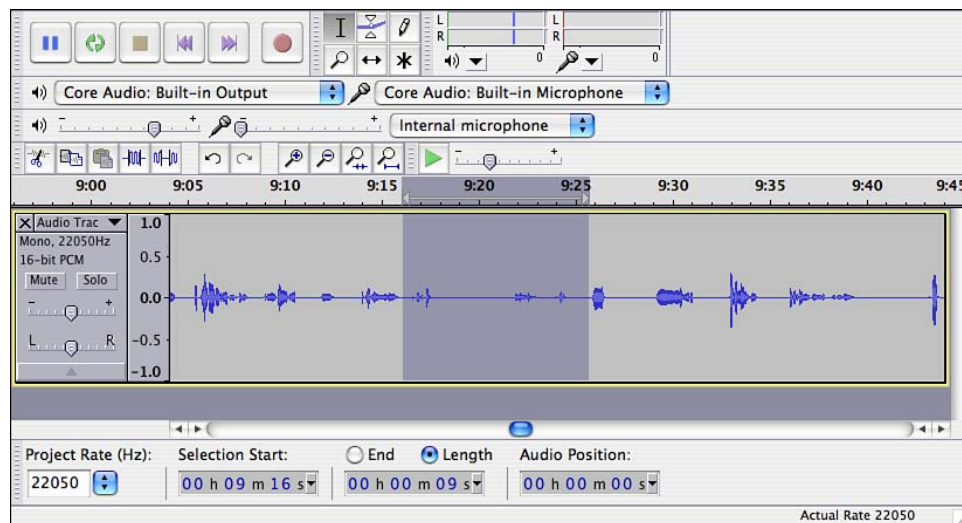 L
R
0
L
R
0
Core Audio: Built-in Output
Core Audio: Built-in Microphone
- +
- +
Internal microphone
- +
9:00 9:05 9:10 9:15 9:20 9:25 9:30 9:35 9:40 9:45
X Audio Trac
Mono, 22050Hz
16-bit PCM
Mute Solo
- +
L R
1.0
0.5
0.0
-0.5
-1.0
Project Rate (Hz): Selection Start: End Length Audio Position:
22050 00 h 09 m 16 s 00 h 00 m 09 s 00 h 00 m 00 s
Actual Rate 22050